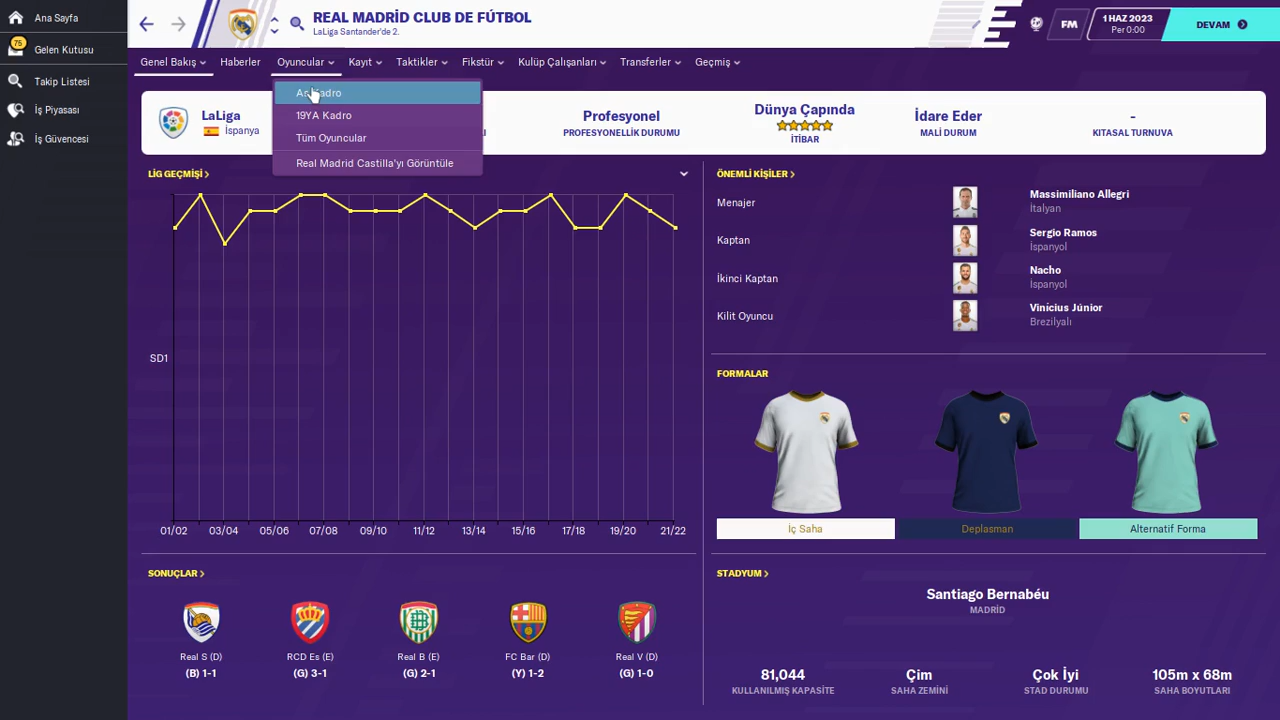 Ana Sayfa
75
Gelen Kutusu
Takip Listesi
İş Piyasası
İş Güvencesi
REAL MADRİD CLUB DE FÚTBOL
LaLiga Santander'de 2.
FM
1 HAZ 2023
Per 0:00
DEVAM
Genel Bakış
Haberler
Oyuncular
Kayıt
Taktikler
Fikstür
Kulüp Çalışanları
Transferler
Geçmiş
19YA Kadro
Tüm Oyuncular
Real Madrid Castilla'yı Görüntüle
LaLiga
İspanya
Profesyonel
PROFESYONELLİK DURUMU
Dünya Çapında
İTİBAR
İdare Eder
MALİ DURUM
-
KITASAL TURNUVA
LİG GEÇMİŞİ
SD1
01/02 03/04 05/06 07/08 09/10 11/12 13/14 15/16 17/18 19/20 21/22
ÖNEMLİ KİŞİLER
Menajer
Massimiliano Allegri
İtalyan
Kaptan
Sergio Ramos
İspanyol
İkinci Kaptan
Nacho
İspanyol
Kilit Oyuncu
Vinícius Júnior
Brezilyalı
FORMALAR
İç Saha
Deplasman
Alternatif Forma
SONUÇLAR
Real S (D)
(B) 1-1
RCD Es (E)
(G) 3-1
Real B (E)
(G) 2-1
FC Bar (D)
(Y) 1-2
Real V (D)
(G) 1-0
STADYUM
Santiago Bernabéu
MADRİD
81,044
KULLANILMIŞ KAPASİTE
Çim
SAHA ZEMİNİ
Çok İyi
STAD DURUMU
105m x 68m
SAHA BOYUTLARI